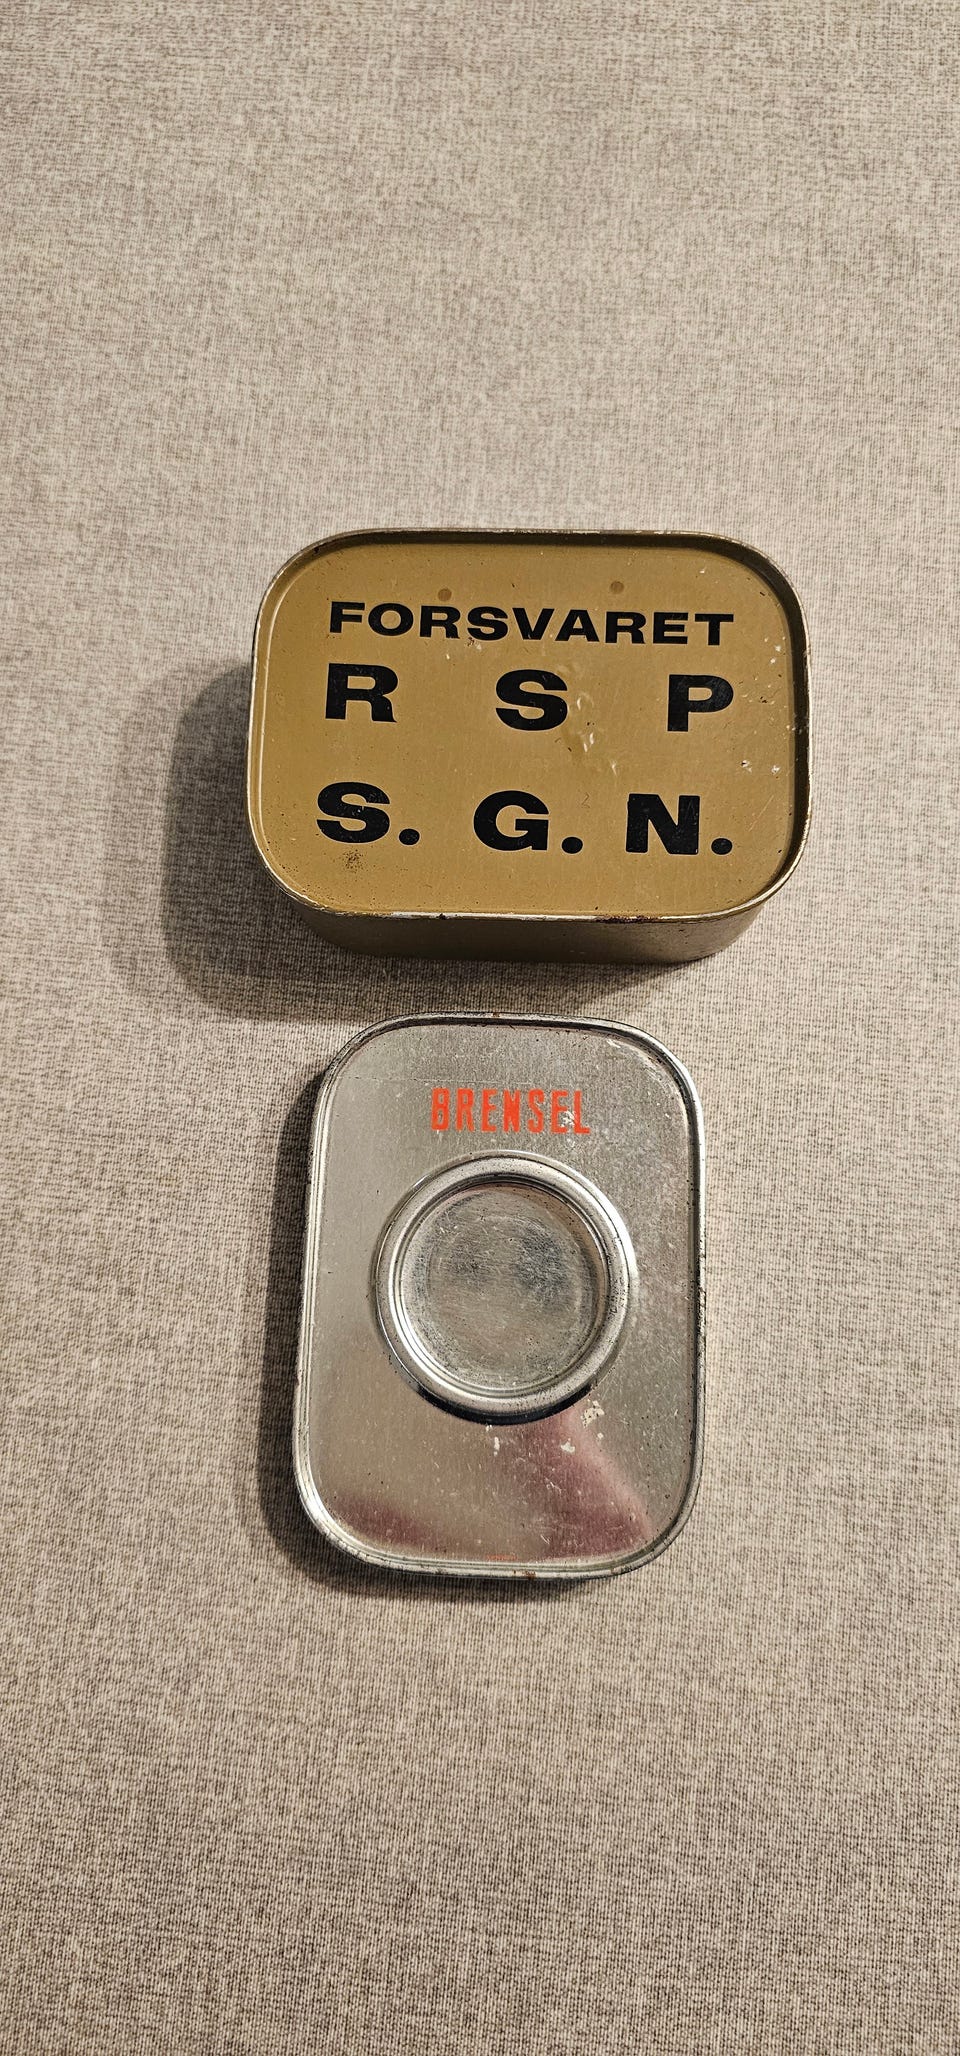 FORSVARET
R S P
S. G. N.
BRENSEL